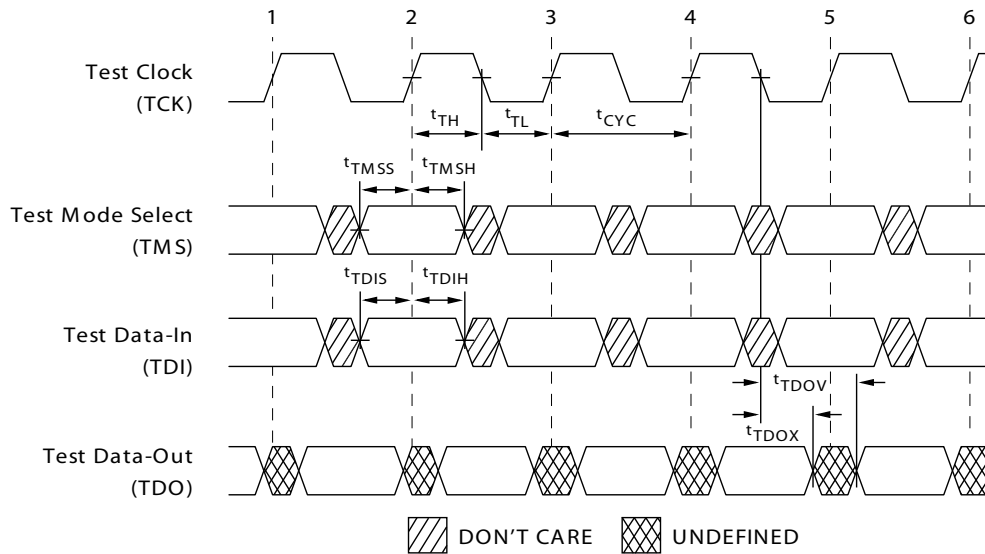 1 2 3 4 5 6
Test Clock
(TCK)
tTH tTL tCYC
tTMSS tTMSH
Test Mode Select
(TMS)
tTDIS tTDIH
Test Data-In
(TDI)
tTDOV
tTDOX
Test Data-Out
(TDO)
DON'T CARE UNDEFINED